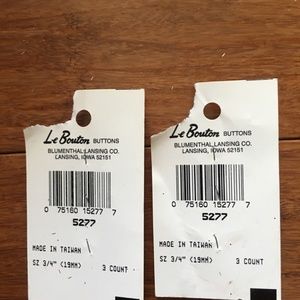 Le Bouton BUTTONS
BLUMENTHAL LANSING CO.
LANSING, IOWA 52151
0 75160 15277 7
5277
MADE IN TAIWAN
SZ 3/4" (19MM) 3 COUNT
Le Bouton BUTTONS
BLUMENTHAL LANSING CO.
LANSING, IOWA 52151
0 75160 15277 7
5277
MADE IN TAIWAN
SZ 3/4" (19MM) 3 COUNT